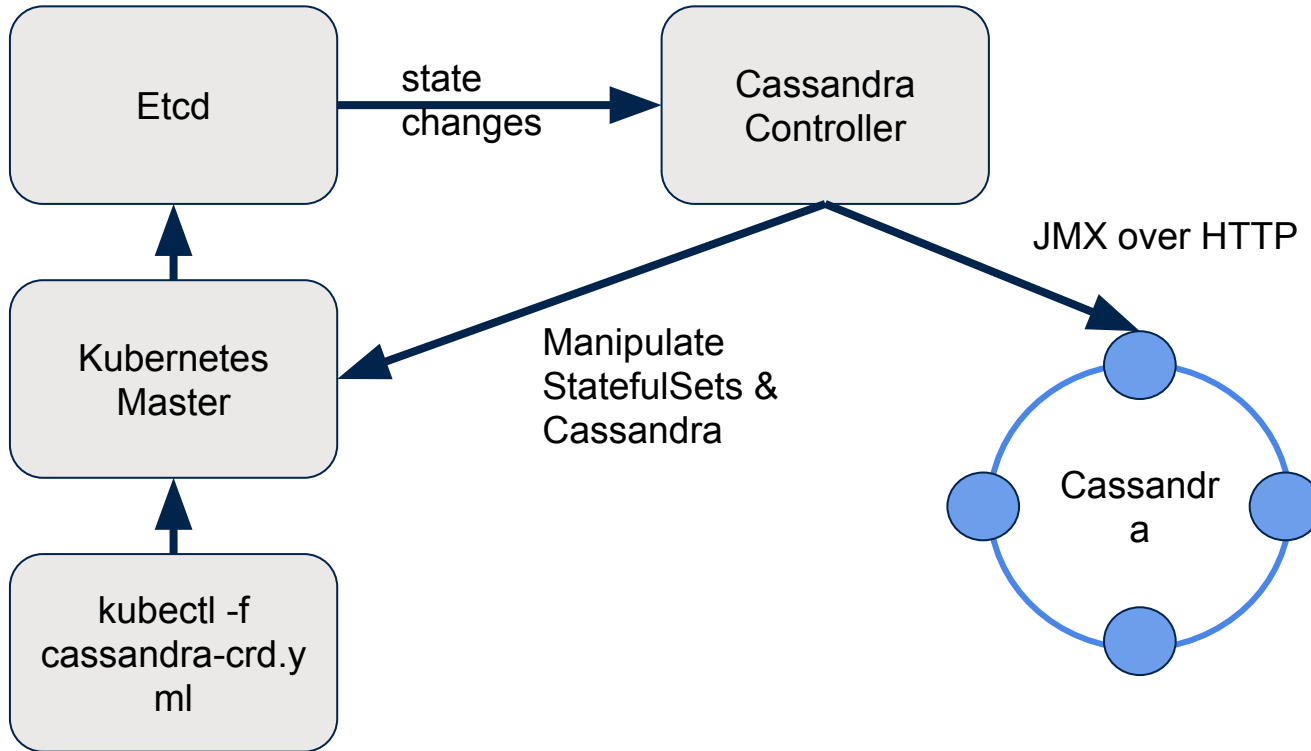 Etcd
state
changes
Cassandra
Controller
JMX over HTTP
Kubernetes
Master
Manipulate
StatefulSets &
Cassandra
Cassandr
a
kubectl -f
cassandra-crd.y
ml